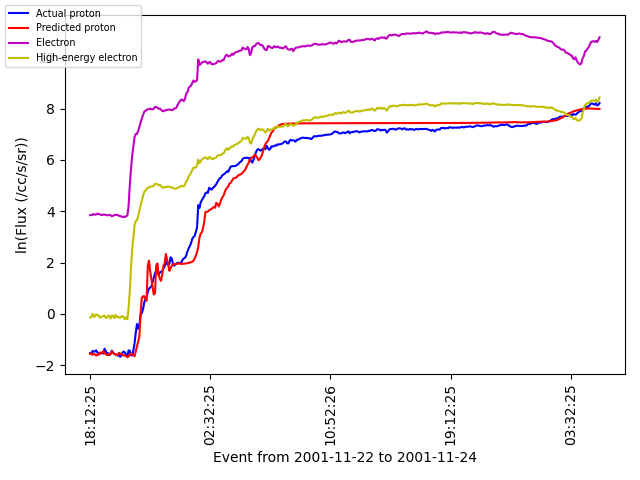 Actual proton
Predicted proton
Electron
High-energy electron
ln(Flux (/cc/s/sr))
8
6
4
2
0
−2
18:12:25
02:32:25
10:52:26
19:12:25
03:32:25
Event from 2001-11-22 to 2001-11-24